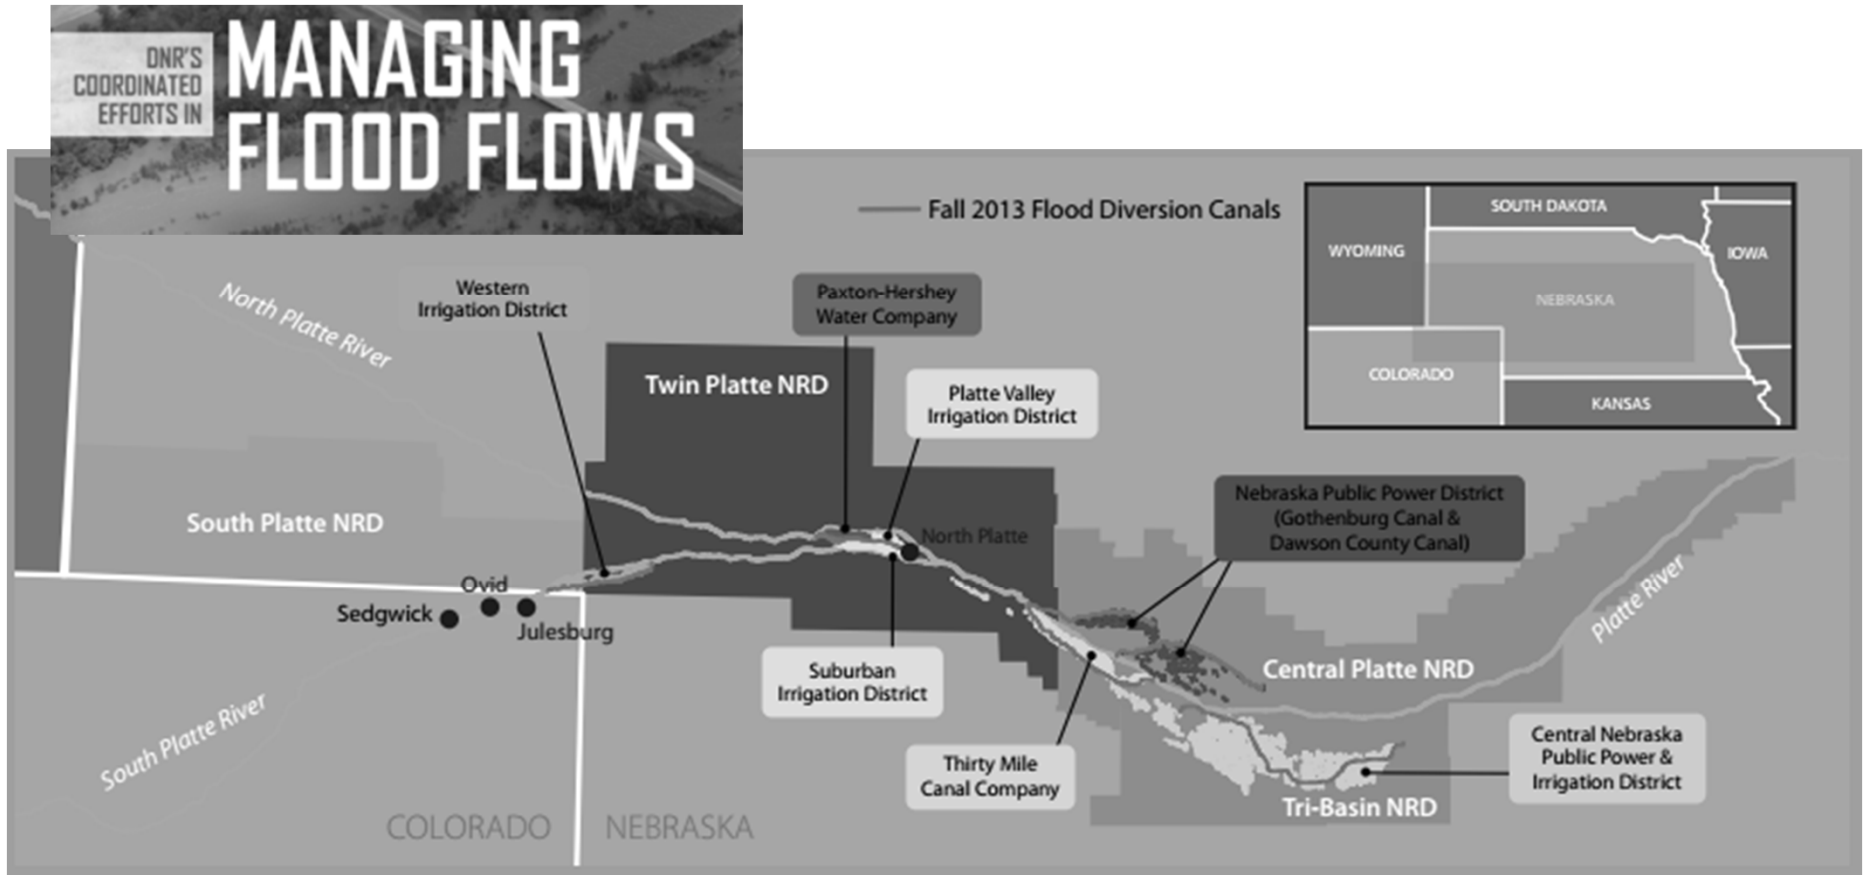 DNR'S
COORDINATED
EFFORTS IN
MANAGING
FLOOD FLOWS
Fall 2013 Flood Diversion Canals
SOUTH DAKOTA
WYOMING
IOWA
NEBRASKA
COLORADO
KANSAS
North Platte River
Western
Irrigation District
Paxton-Hershey
Water Company
Twin Platte NRD
Platte Valley
Irrigation District
South Platte NRD
North Platte
Nebraska Public Power District
(Gothenburg Canal &
Dawson County Canal)
Platte River
Ovid
Sedgwick
Julesburg
Suburban
Irrigation District
Central Platte NRD
South Platte River
Thirty Mile
Canal Company
Central Nebraska
Public Power &
Irrigation District
Tri-Basin NRD
COLORADO
NEBRASKA